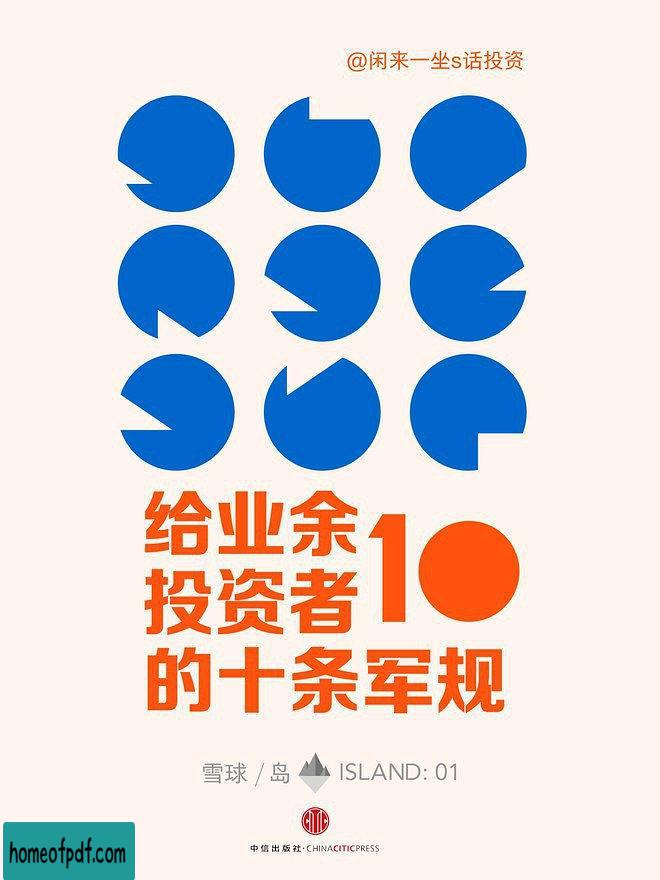 @闲来一坐s话投资
给业余
投资者
10
的十条军规
雪球 / 岛 ISLAND: 01
中信出版社·CHINACITICPRESS
homeofpdf.com